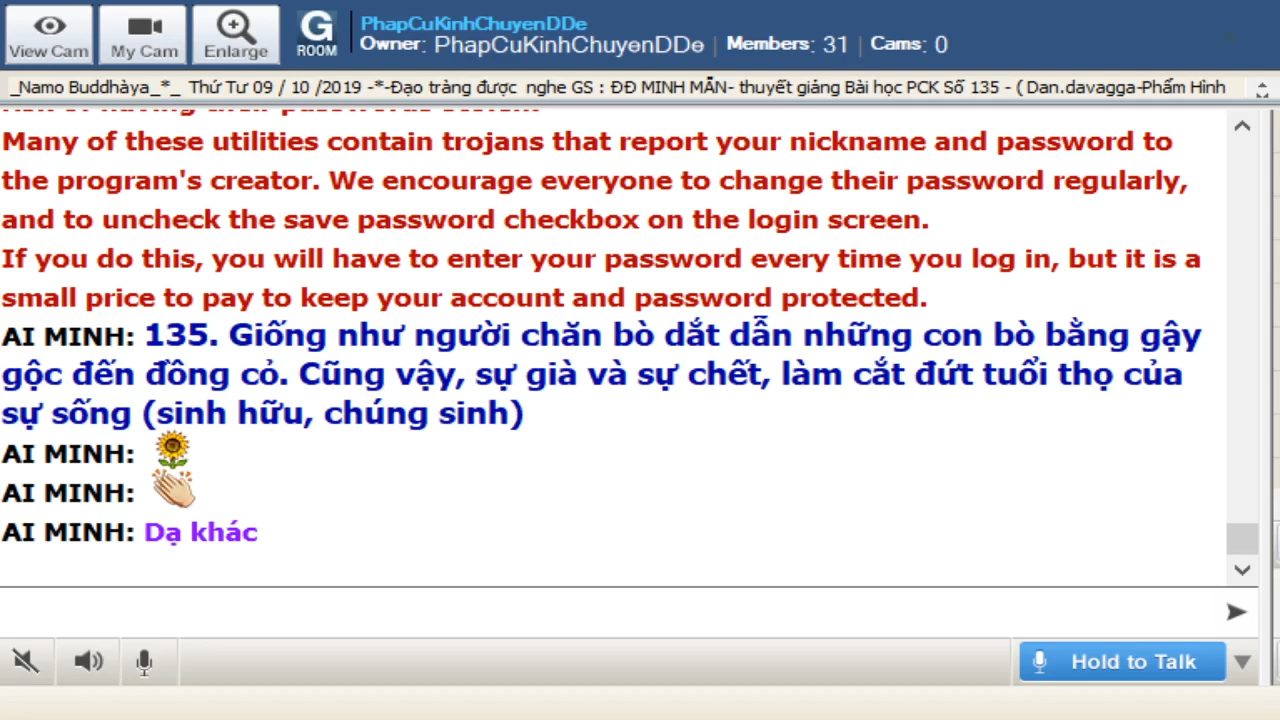 PhapCuKinhChuyenDDe
Owner: PhapCuKinhChuyenDDe | Members: 31 | Cams: 0
View Cam
My Cam
Enlarge
G
ROOM
_Namo Buddhàya_*_ Thứ Tư 09 / 10 /2019 -*-Đạo tràng được nghe GS : ĐĐ MINH MẪN- thuyết giảng Bài học PCK Số 135 - ( Dan.davagga-Phẩm Hình
of having their passwords
Many of these utilities contain trojans that report your nickname and password to
the program's creator. We encourage everyone to change their password regularly,
and to uncheck the save password checkbox on the login screen.
If you do this, you will have to enter your password every time you log in, but it is a
small price to pay to keep your account and password protected.
AI MINH: 135. Giống như người chăn bò dắt dẫn những con bò bằng gậy
gộc đến đồng cỏ. Cũng vậy, sự già và sự chết, làm cắt đứt tuổi thọ của
sự sống (sinh hữu, chúng sinh)
AI MINH:
AI MINH:
AI MINH: Dạ khác
Hold to Talk